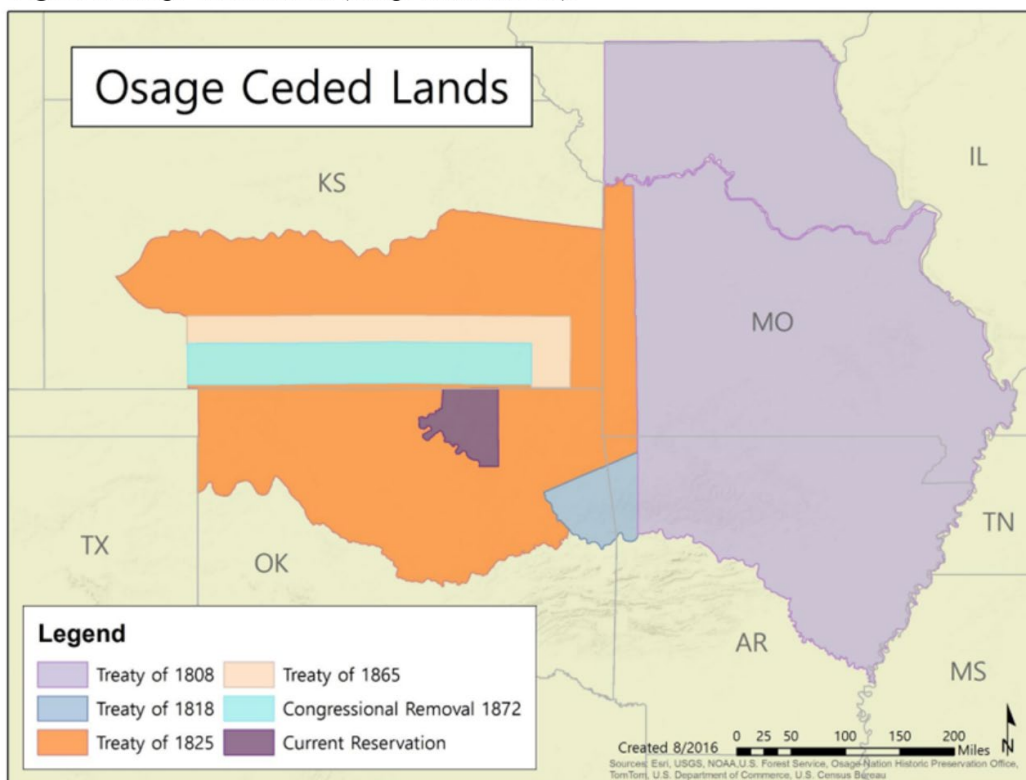 Osage Ceded Lands
KS
IL
MO
TX
OK
TN
AR
MS
Legend
Treaty of 1808
Treaty of 1865
Treaty of 1818
Congressional Removal 1872
Treaty of 1825
Current Reservation
Created 8/2016
0 25 50 100 150 200
Miles
N
Sources: Esri, USGS, NOAA,U.S. Forest Service, Osage Nation Historic Preservation Office,
TomTom, U.S. Department of Commerce, U.S. Census Bureau